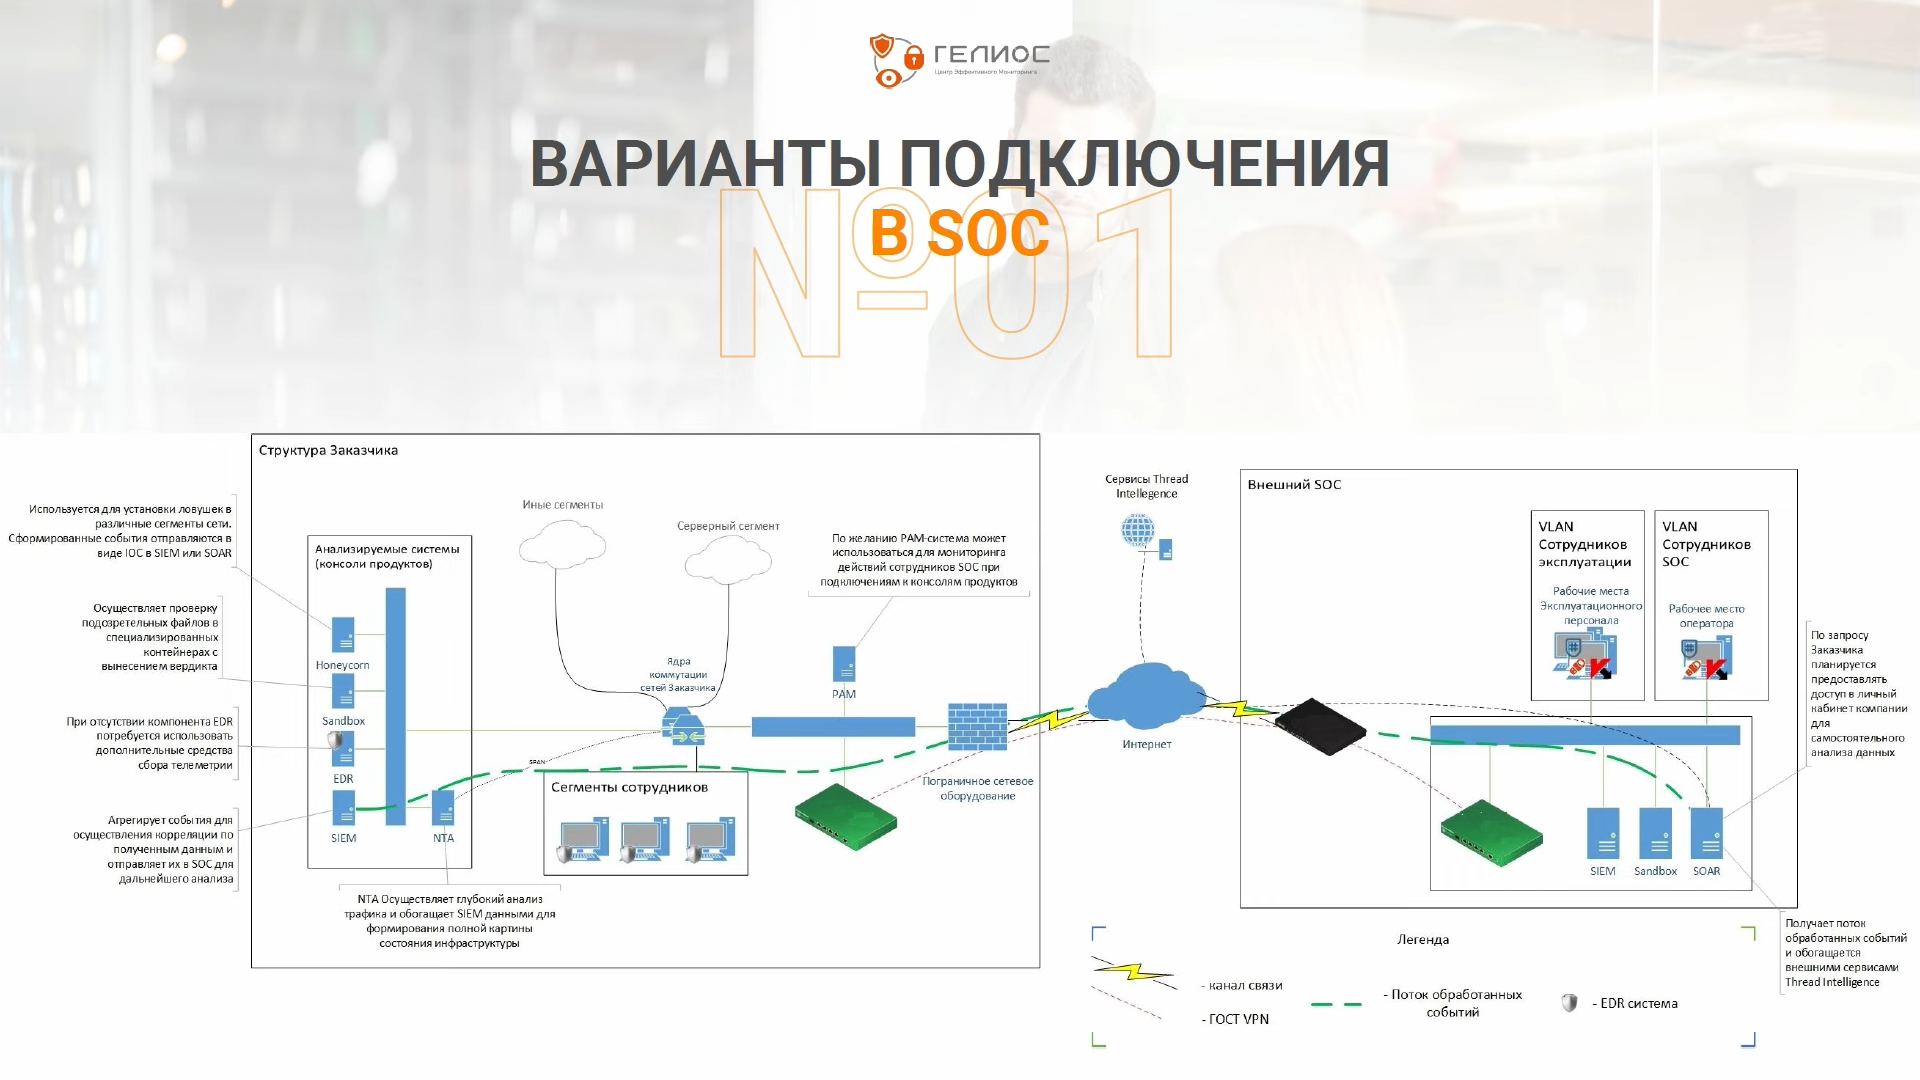 ГЕЛИОС
Центр Эффективного Мониторинга
ВАРИАНТЫ ПОДКЛЮЧЕНИЯ
В SOC
№01
Структура Заказчика
Используется для установки ловушек в
различные сегменты сети.
Сформированные события отправляются в
виде IOC в SIEM или SOAR
Осуществляет проверку
подозрительных файлов в
специализированных
контейнерах с
вынесением вердикта
При отсутствии компонента EDR
потребуется использовать
дополнительные средства
сбора телеметрии
Агрегирует события для
осуществления корреляции по
полученным данным и
отправляет их в SOC для
дальнейшего анализа
Анализируемые системы
(консоли продуктов)
Honeycorn
Sandbox
EDR
SIEM
NTA
NTA Осуществляет глубокий анализ
трафика и обогащает SIEM данными для
формирования полной картины
состояния инфраструктуры
Иные сегменты
Серверный сегмент
Ядра
коммутации
сетей Заказчика
SPAN
Сегменты сотрудников
По желанию PAM-система может
использоваться для мониторинга
действий сотрудников SOC при
подключениям к консолям продуктов
PAM
Пограничное сетевое
оборудование
Сервисы Thread
Intellegence
Интернет
Внешний SOC
VLAN
Сотрудников
эксплуатации
Рабочие места
Эксплуатационного
персонала
VLAN
Сотрудников
SOC
Рабочее место
оператора
SIEM
Sandbox
SOAR
По запросу
Заказчика
планируется
предоставлять
доступ в личный
кабинет компании
для
самостоятельного
анализа данных
Получает поток
обработанных событий
и обогащается
внешними сервисами
Thread Intelligence
Легенда
- канал связи
- ГОСТ VPN
- Поток обработанных
событий
- EDR система